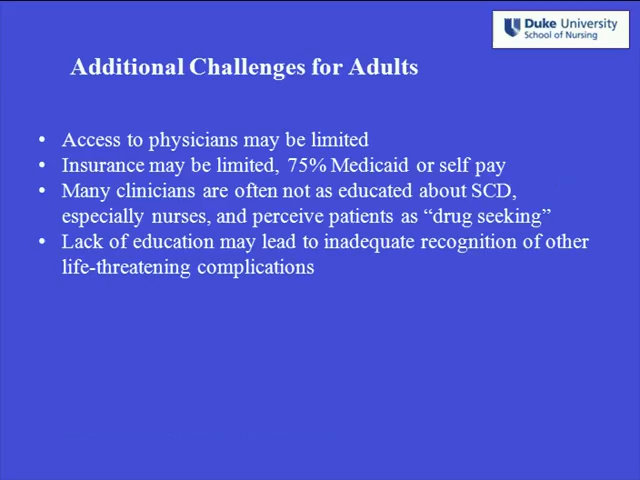 Duke University
School of Nursing
Additional Challenges for Adults
• Access to physicians may be limited
• Insurance may be limited, 75% Medicaid or self pay
• Many clinicians are often not as educated about SCD,
especially nurses, and perceive patients as “drug seeking”
• Lack of education may lead to inadequate recognition of other
life-threatening complications